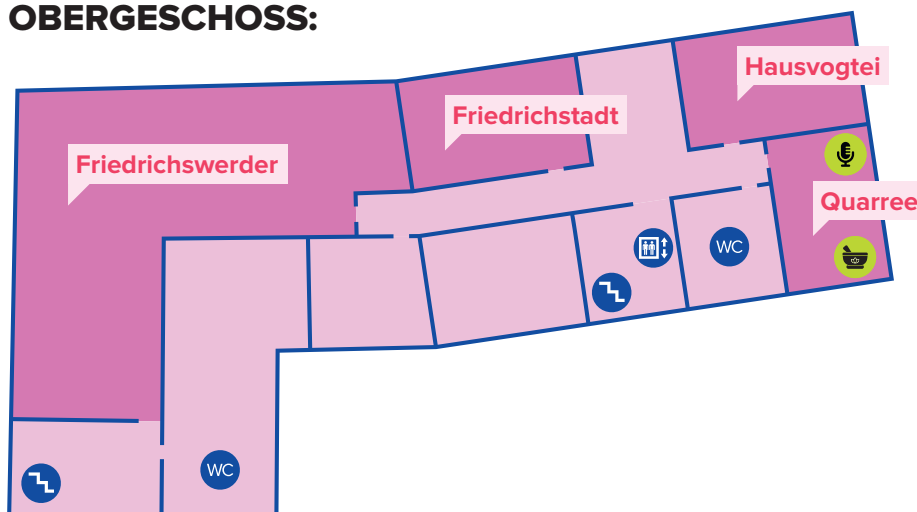 OBERGESCHOSS:
Hausvogtei
Friedrichstadt
Friedrichswerder
Quarree
WC
WC